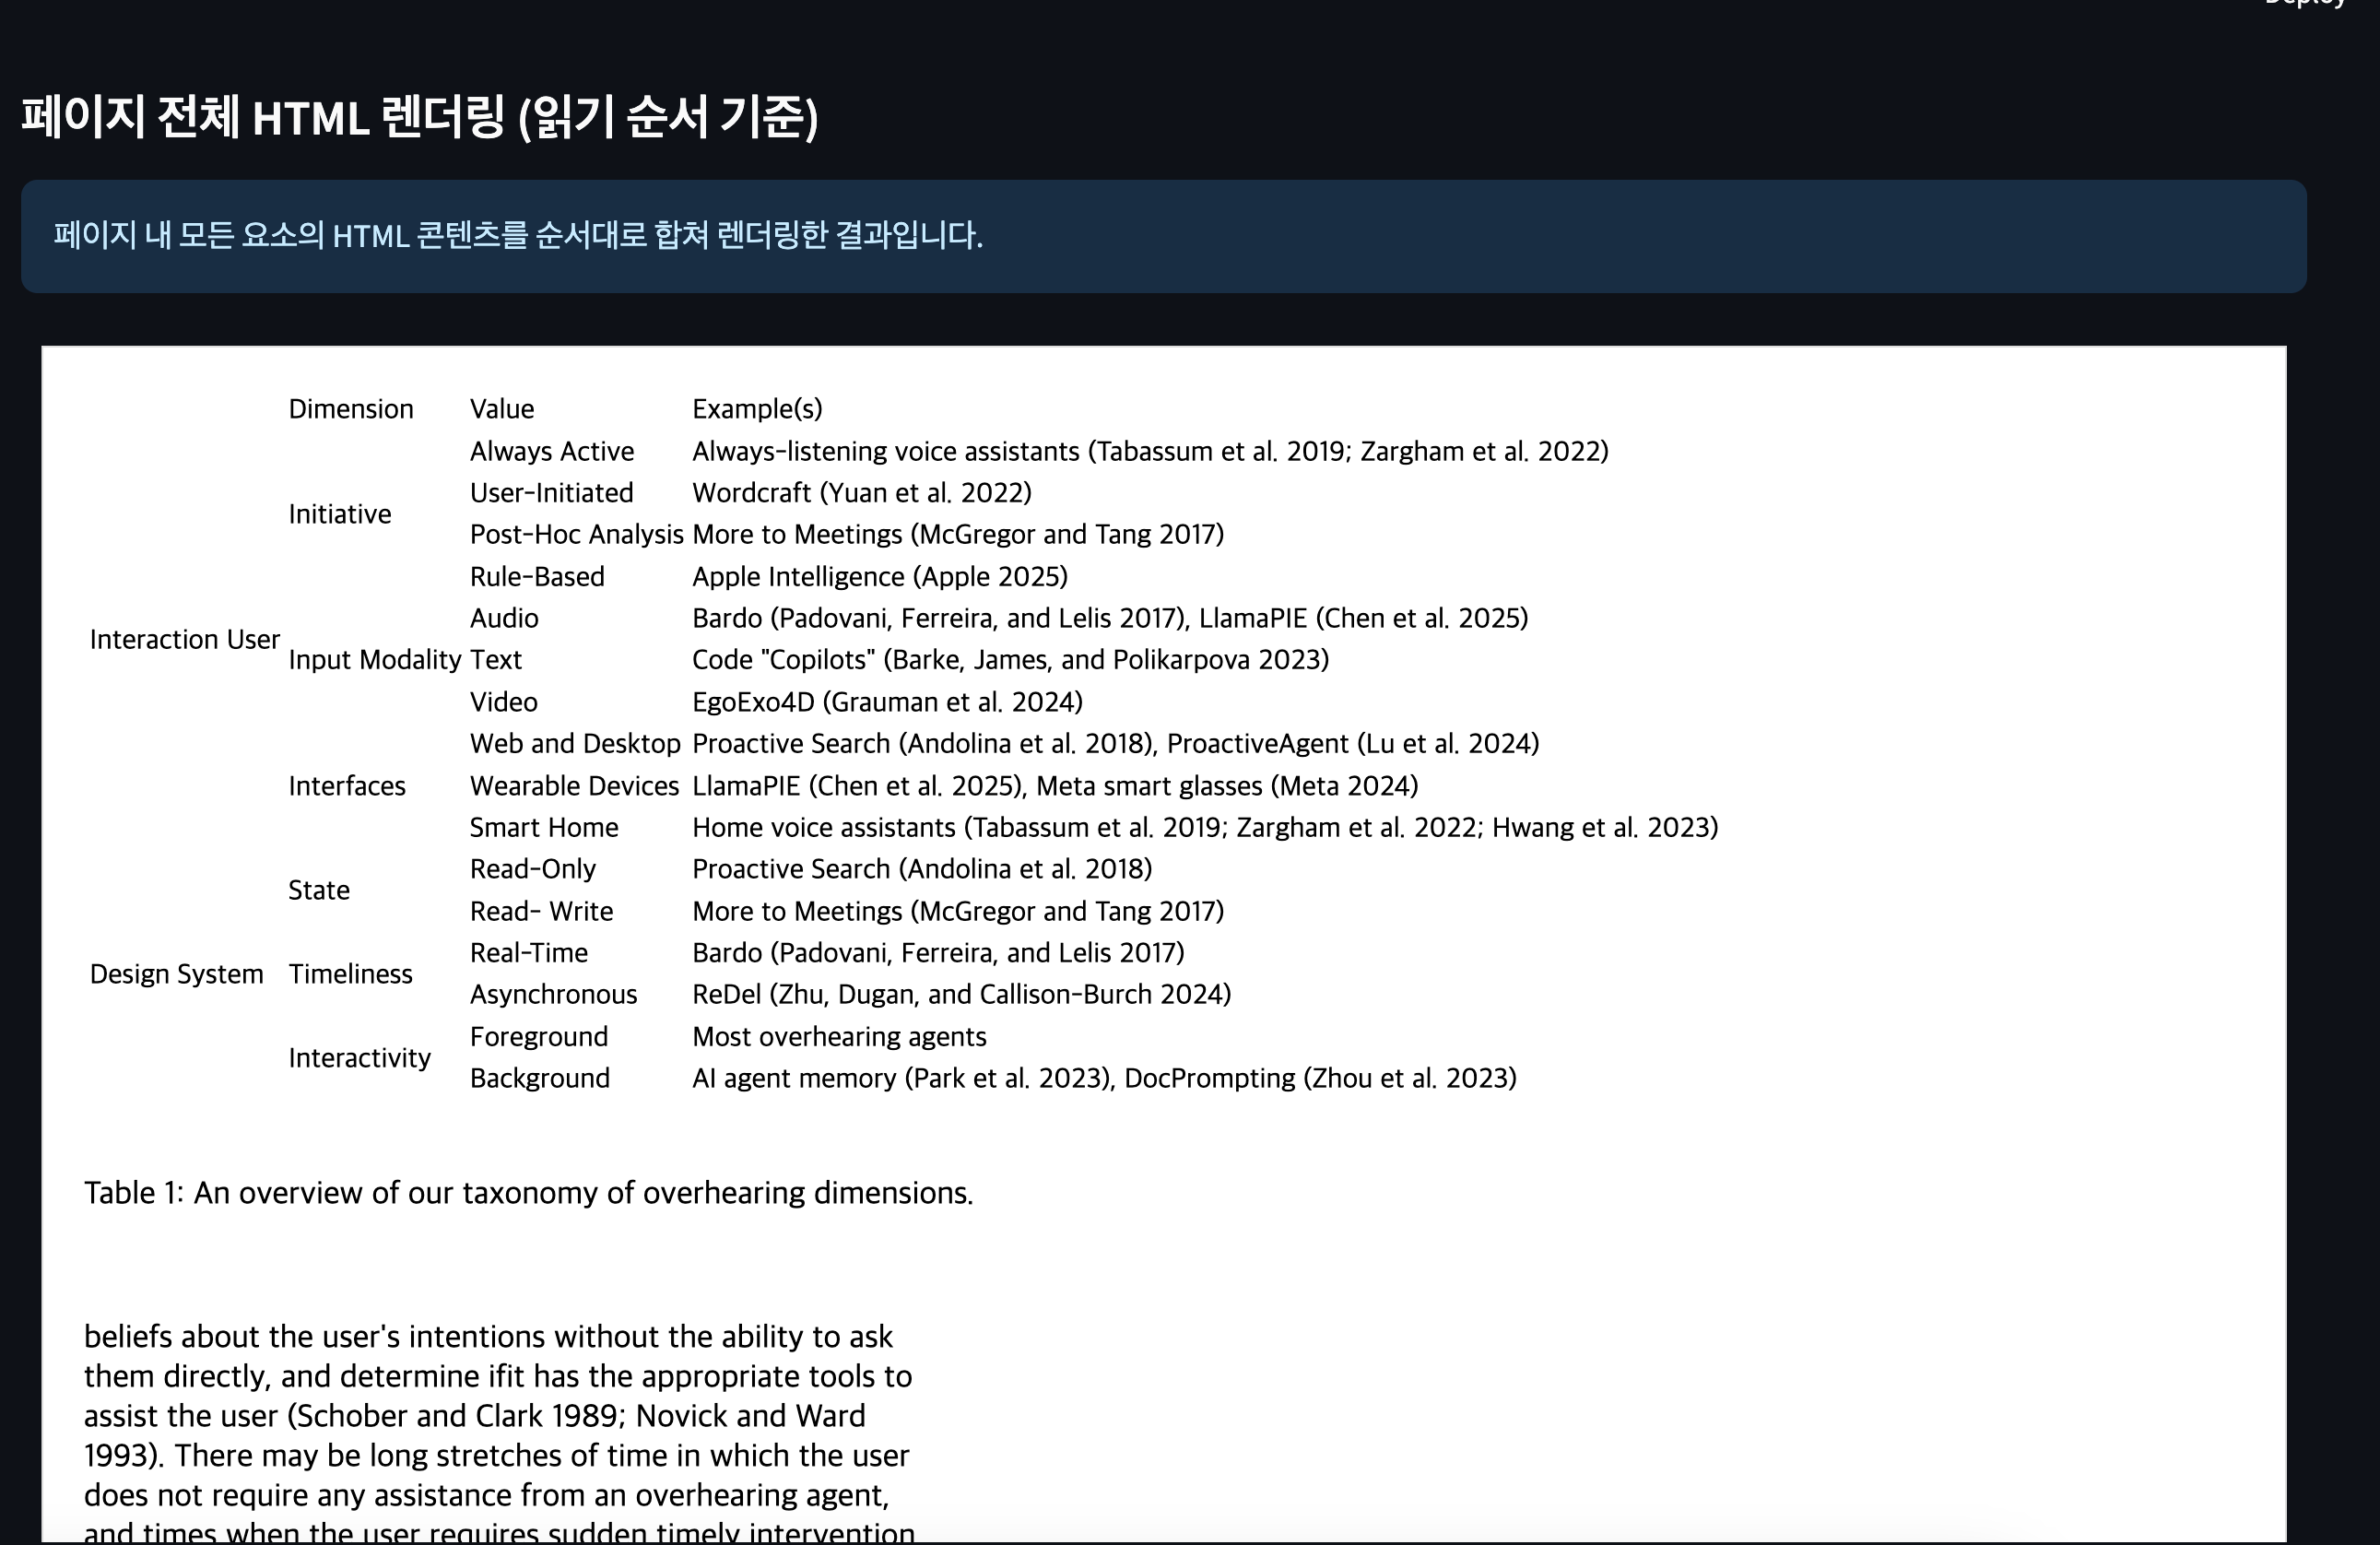 Deploy
페이지 전체 HTML 렌더링 (읽기 순서 기준)
페이지 내 모든 요소의 HTML 콘텐츠를 순서대로 합쳐 렌더링한 결과입니다.
Dimension Value Example(s)
Interaction User Initiative Always Active Always-listening voice assistants (Tabassum et al. 2019; Zargham et al. 2022)
User-Initiated Wordcraft (Yuan et al. 2022)
Post-Hoc Analysis More to Meetings (McGregor and Tang 2017)
Rule-Based Apple Intelligence (Apple 2025)
Input Modality Audio Bardo (Padovani, Ferreira, and Lelis 2017), LlamaPIE (Chen et al. 2025)
Text Code "Copilots" (Barke, James, and Polikarpova 2023)
Video EgoExo4D (Grauman et al. 2024)
Interfaces Web and Desktop Proactive Search (Andolina et al. 2018), ProactiveAgent (Lu et al. 2024)
Wearable Devices LlamaPIE (Chen et al. 2025), Meta smart glasses (Meta 2024)
Smart Home Home voice assistants (Tabassum et al. 2019; Zargham et al. 2022; Hwang et al. 2023)
Design System State Read-Only Proactive Search (Andolina et al. 2018)
Read- Write More to Meetings (McGregor and Tang 2017)
Timeliness Real-Time Bardo (Padovani, Ferreira, and Lelis 2017)
Asynchronous ReDel (Zhu, Dugan, and Callison-Burch 2024)
Interactivity Foreground Most overhearing agents
Background AI agent memory (Park et al. 2023), DocPrompting (Zhou et al. 2023)
Table 1: An overview of our taxonomy of overhearing dimensions.
beliefs about the user's intentions without the ability to ask
them directly, and determine ifit has the appropriate tools to
assist the user (Schober and Clark 1989; Novick and Ward
1993). There may be long stretches of time in which the user
does not require any assistance from an overhearing agent,
and times when the user requires sudden timely intervention